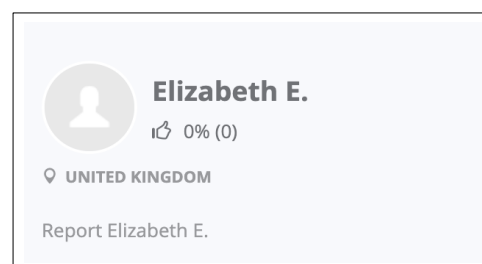 Elizabeth E.
0% (0)
UNITED KINGDOM
Report Elizabeth E.